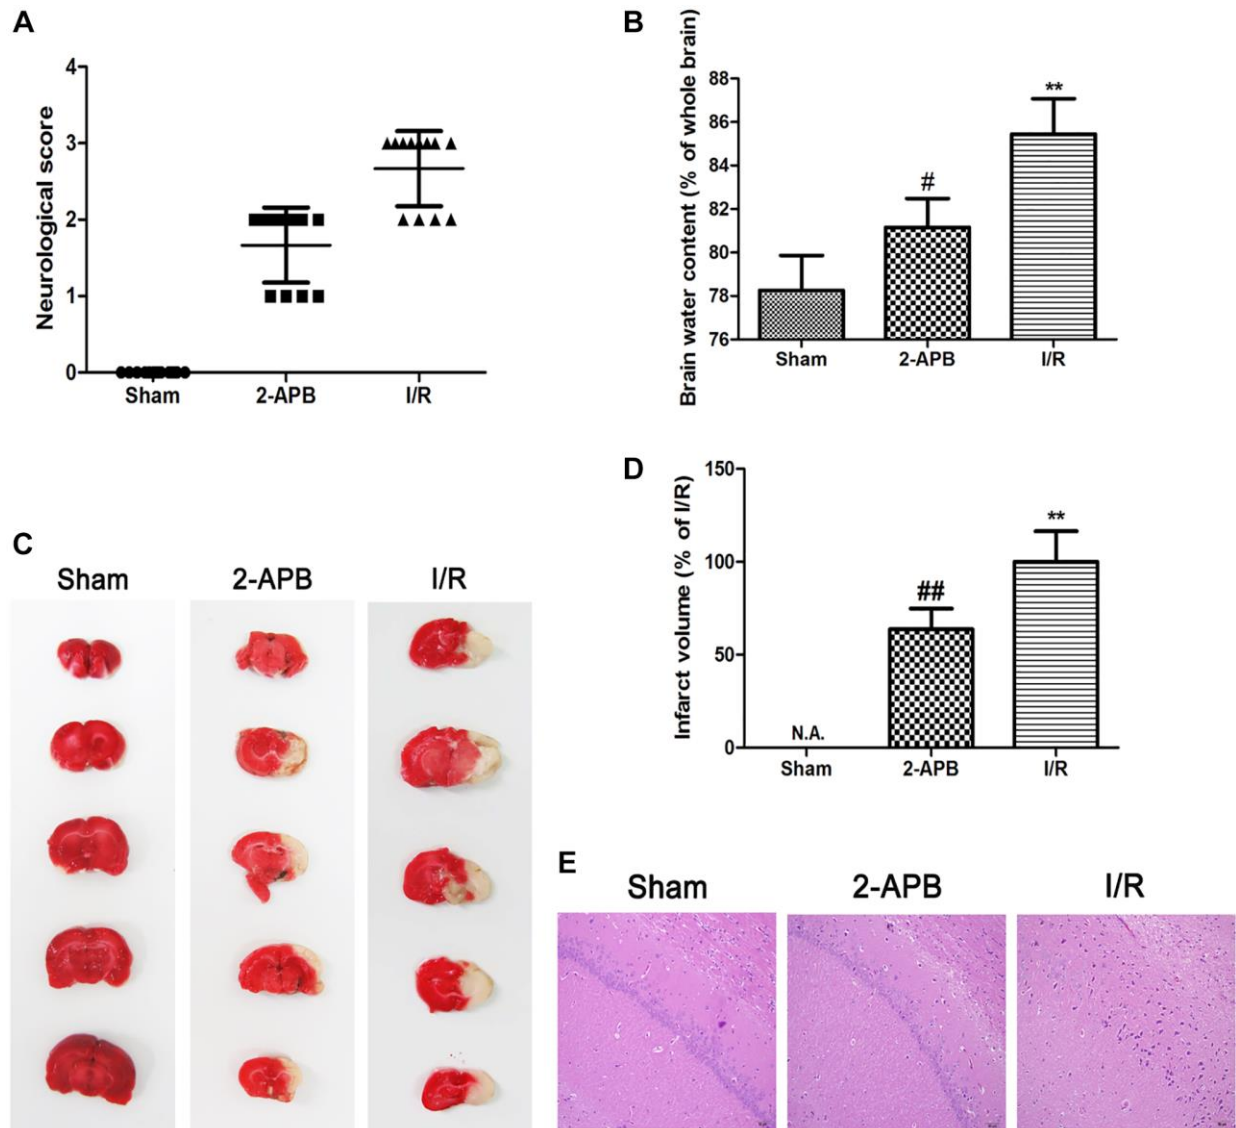 A
Neurological score
4
3
2
1
0
Sham 2-APB I/R
B
Brain water content (% of whole brain)
88
86
84
82
80
78
76
#
**
Sham 2-APB I/R
C
Sham 2-APB I/R
D
Infarct volume (% of I/R)
150
100
50
0
N.A.
##
**
Sham 2-APB I/R
E
Sham 2-APB I/R